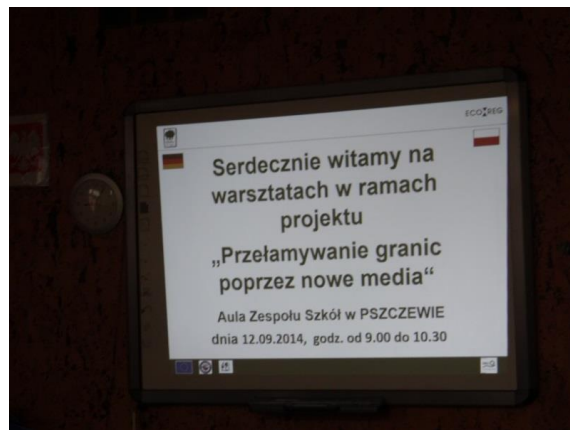 ECO REG
Serdecznie witamy na
warsztatach w ramach
projektu
„Przełamywanie granic
poprzez nowe media“
Aula Zespołu Szkół w PSZCZEWIE
dnia 12.09.2014, godz. od 9.00 do 10.30